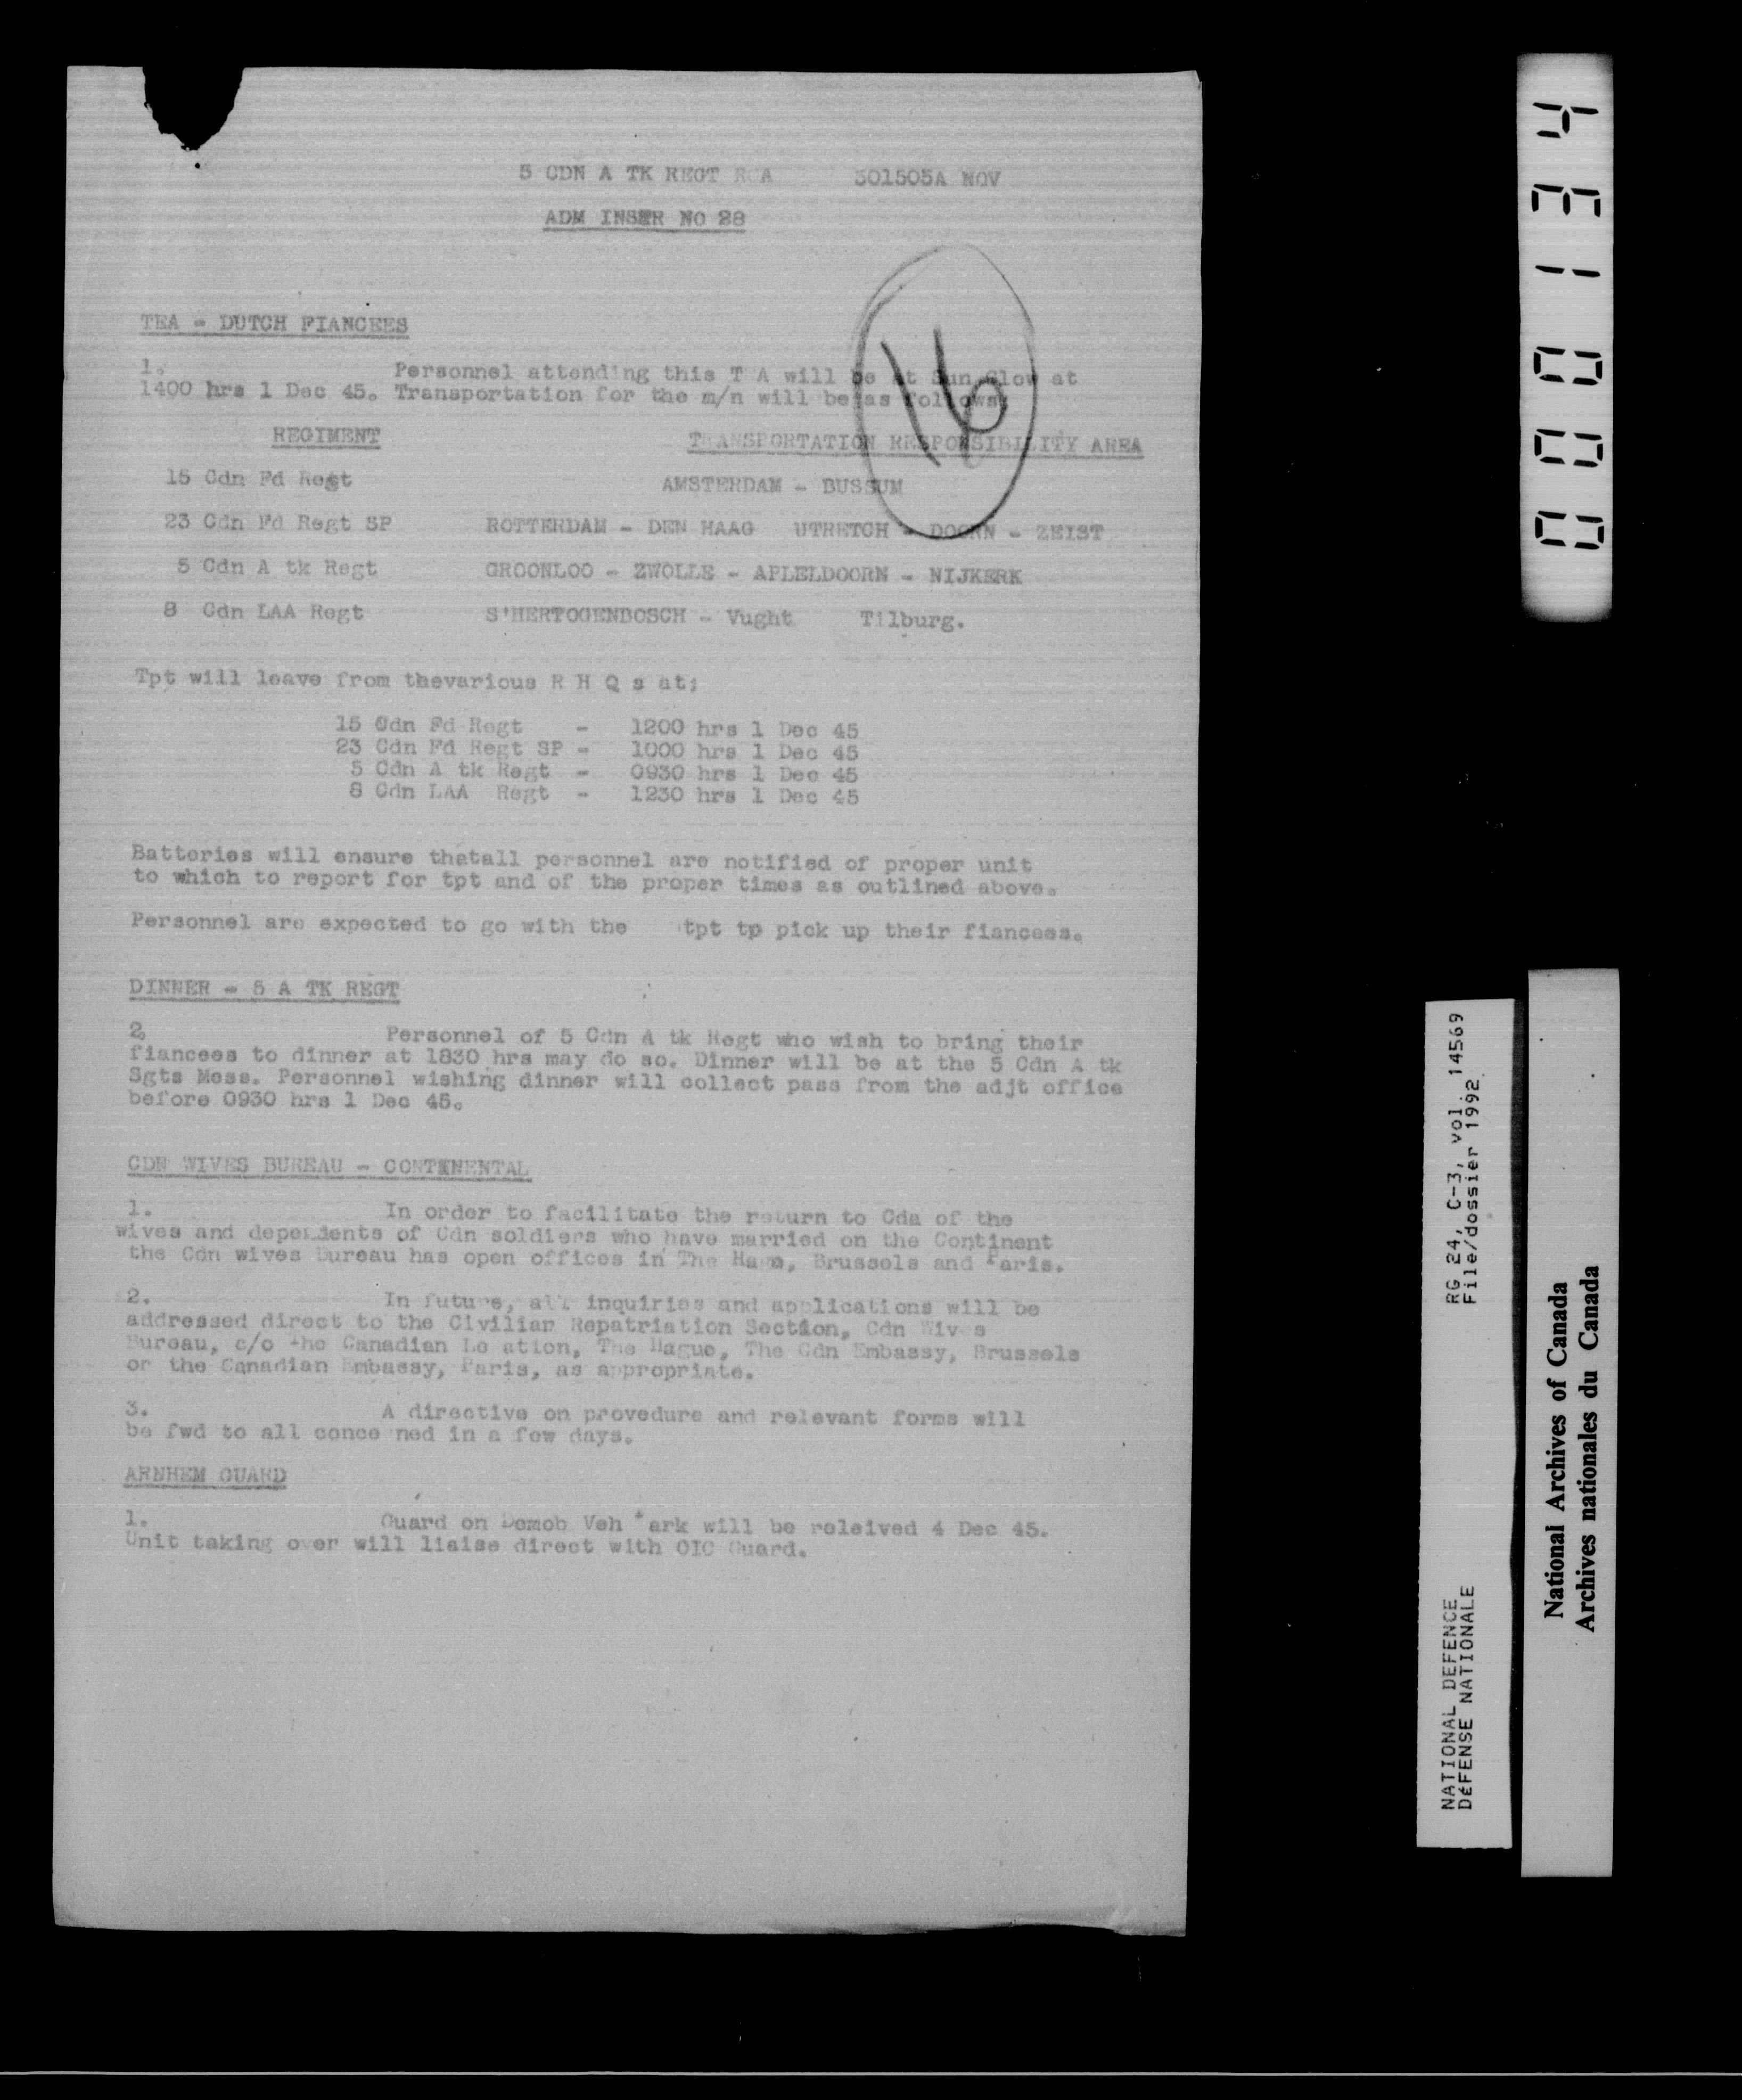 5 CDN A TK REGT RCA 301505A NOV
ADM INSTR NO 28
16
TEA - DUTCH FIANCEES
1. Personnel attending this T A will be at Sun Glow at
1400 hrs 1 Dec 45. Transportation for the m/n will be as follows;
REGIMENT TRANSPORTATION RESPONSIBILITY AREA
15 Cdn Fd Regt AMSTERDAM - BUSSUM
23 Cdn Fd Regt SP ROTTERDAM - DEN HAAG UTRETCH - DOORN - ZEIST
5 Cdn A tk Regt GROONLOO - ZWOLLE - APLELDOORN - NIJKERK
8 Cdn LAA Regt S'HERTOGENBOSCH - Vught Tilburg.
Tpt will leave from thevarious R H Q s at;
15 Cdn Fd Regt - 1200 hrs 1 Dec 45
23 Cdn Fd Regt SP - 1000 hrs 1 Dec 45
5 Cdn A tk Regt - 0930 hrs 1 Dec 45
8 Cdn LAA Regt - 1230 hrs 1 Dec 45
Batteries will ensure thatall personnel are notified of proper unit
to which to report for tpt and of the proper times as outlined above.
Personnel are expected to go with the tpt tp pick up their fiancees.
DINNER - 5 A TK REGT
2. Personnel of 5 Cdn A tk Regt who wish to bring their
fiancees to dinner at 1830 hrs may do so. Dinner will be at the 5 Cdn A tk
Sgts Mess. Personnel wishing dinner will collect pass from the adjt office
before 0930 hrs 1 Dec 45.
CDN WIVES BUREAU - CONTINENTAL
1. In order to facilitate the return to Cda of the
wives and dependents of Cdn soldiers who have married on the Continent
the Cdn wives Bureau has open offices in The , Brussels and Paris.
2. In future, all inquiries and applications will be
addressed direct to the Civilian Repatriation Section, Cdn Wives
Bureau, c/o the Canadian Le ation, The Hague, The Cdn Embassy, Brussels
or the Canadian Embassy, Paris, as appropriate.
3. A directive on provedure and relevant forms will
be fwd to all conce ned in a few days.
ARNHEM GUARD
1. Guard on Demob Veh Park will be releived 4 Dec 45.
Unit taking over will liaise direct with OIC Guard.
000134
RG 24, C-3, vol. 14569
File/dossier 1992
NATIONAL DEFENCE
DÉFENSE NATIONALE
National Archives of Canada
Archives nationales du Canada